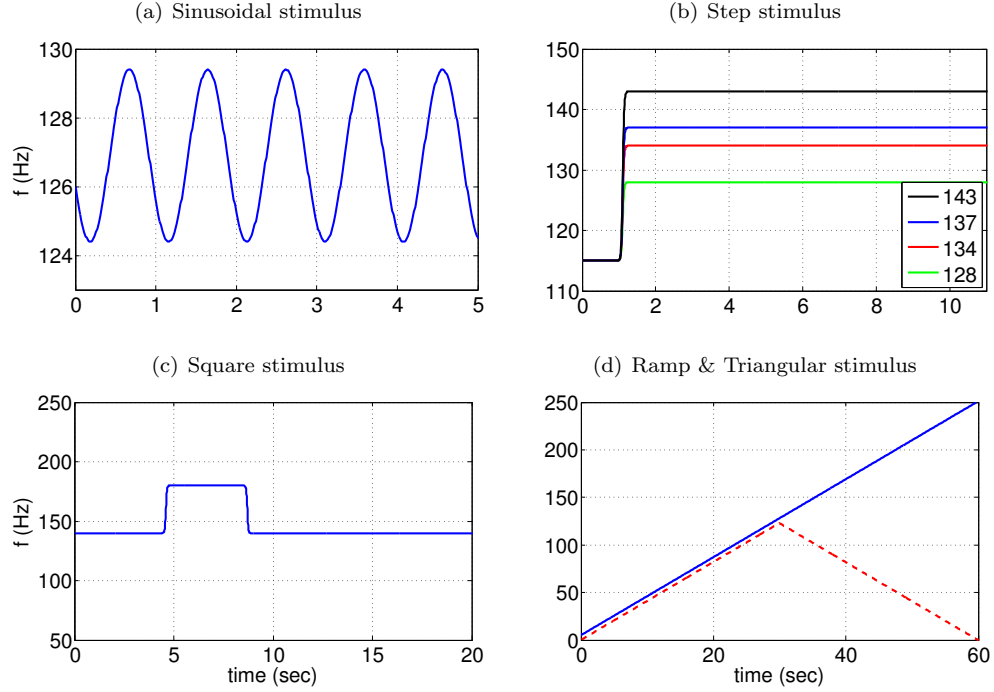 (a) Sinusoidal stimulus
130
128
126
124
f (Hz)
0 1 2 3 4 5
(b) Step stimulus
150
140
130
120
110
0 2 4 6 8 10
143
137
134
128
(c) Square stimulus
250
200
150
100
50
f (Hz)
0 5 10 15 20
time (sec)
(d) Ramp & Triangular stimulus
250
200
150
100
50
0
0 20 40 60
time (sec)